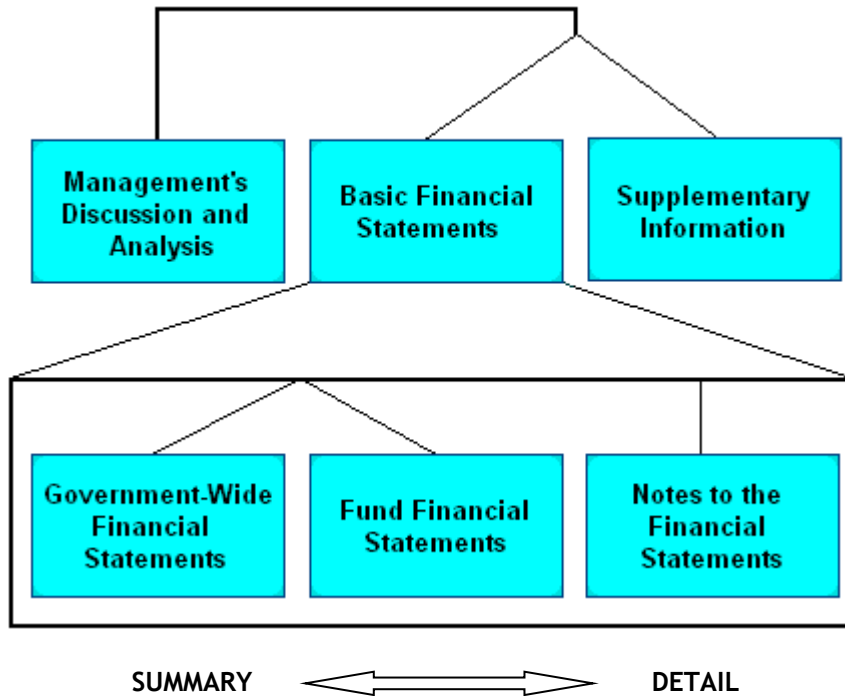 Management's
Discussion and
Analysis
Basic Financial
Statements
Supplementary
Information
Government-Wide
Financial
Statements
Fund Financial
Statements
Notes to the
Financial
Statements
SUMMARY
DETAIL